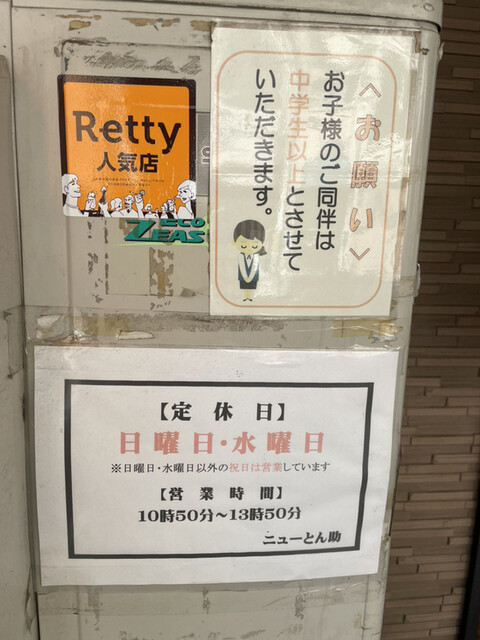 Retty
人気店
ECO
ZEAS
〈お願い〉
お子様のご同伴は
中学生以上とさせて
いただきます。
【定休日】
日曜日・水曜日
※日曜日・水曜日以外の祝日は営業しています
【営業時間】
10時50分～13時50分
ニューとん助